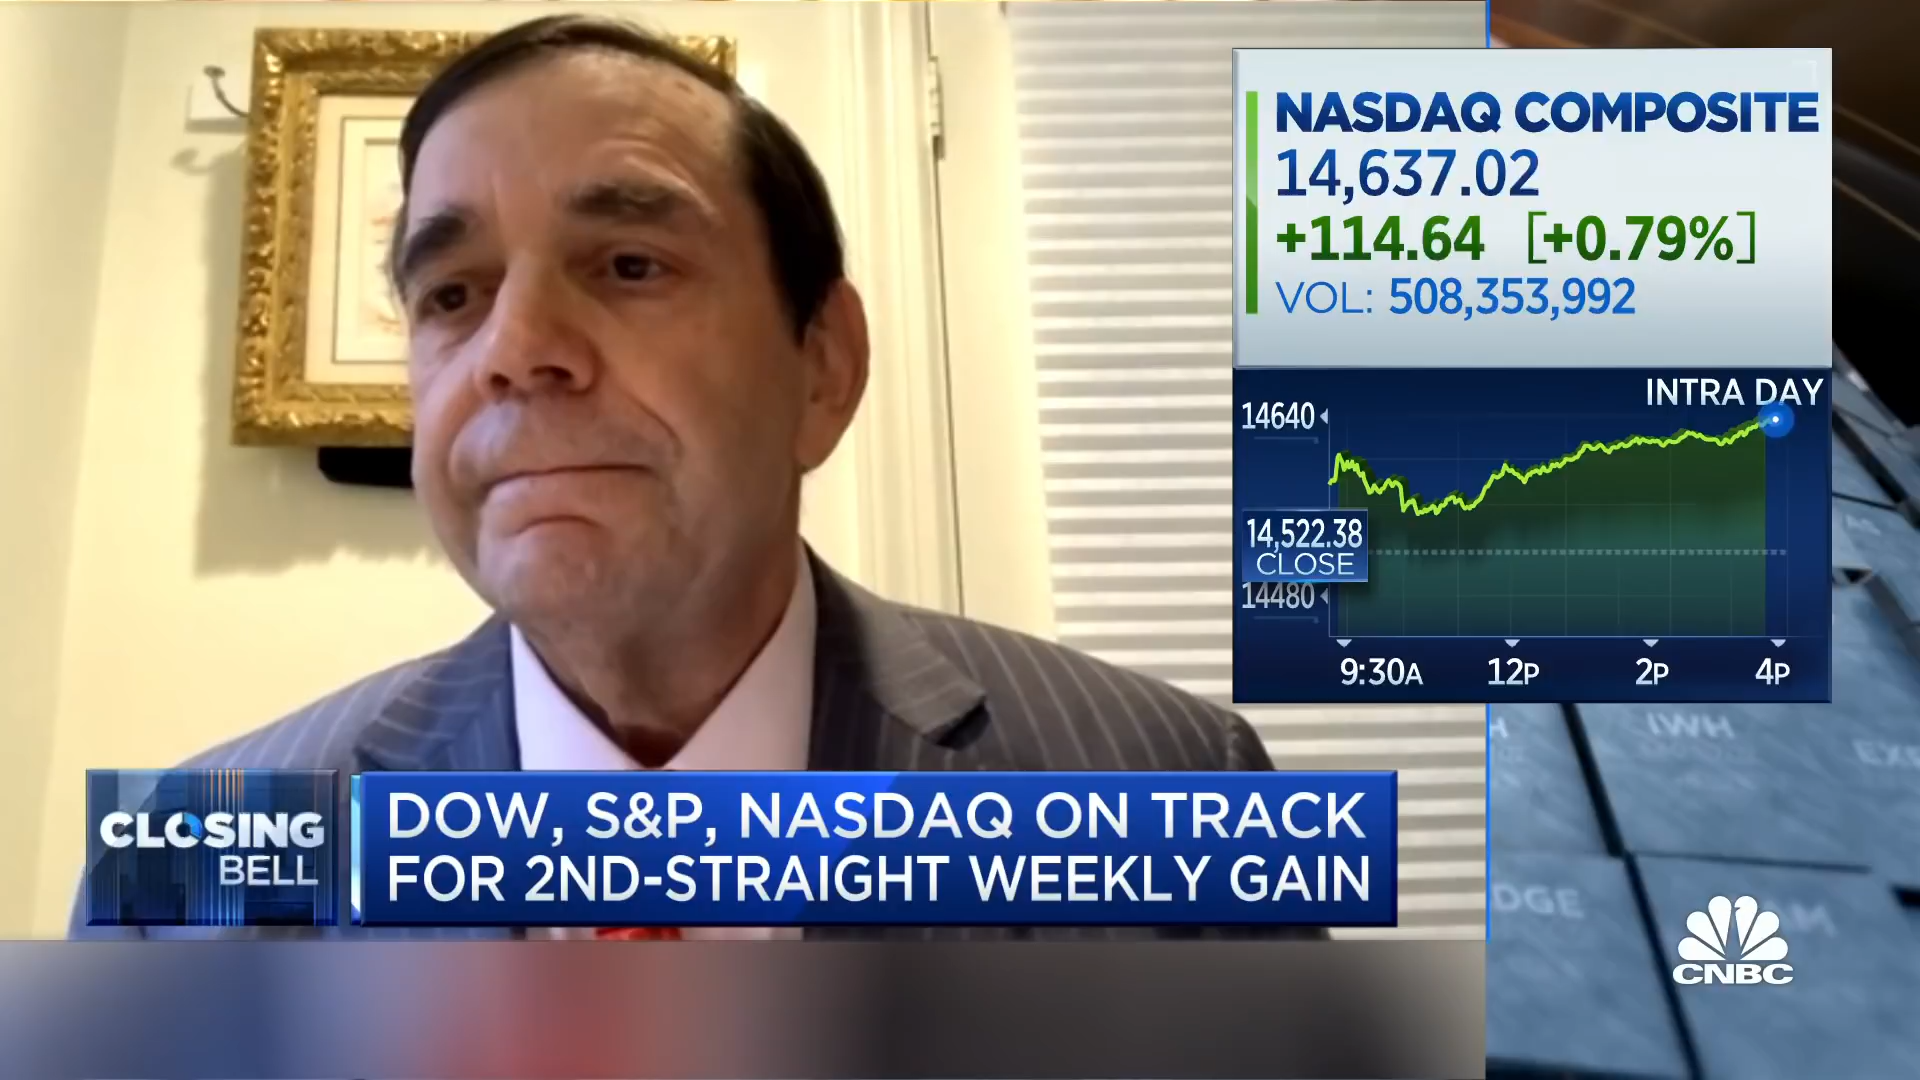 NASDAQ COMPOSITE
14,637.02
+114.64 [+0.79%]
VOL: 508,353,992
INTRA DAY
14640
14,522.38
CLOSE
14480
9:30A 12P 2P 4P
IWH
DGE
CLOSING
BELL
DOW, S&P, NASDAQ ON TRACK
FOR 2ND-STRAIGHT WEEKLY GAIN
CNBC